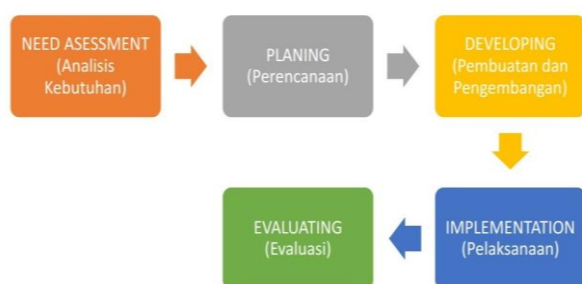 NEED ASESSMENT
(Analisis
Kebutuhan)
PLANING
(Perencanaan)
DEVELOPING
(Pembuatan dan
Pengembangan)
EVALUATING
(Evaluasi)
IMPLEMENTATION
(Pelaksanaan)